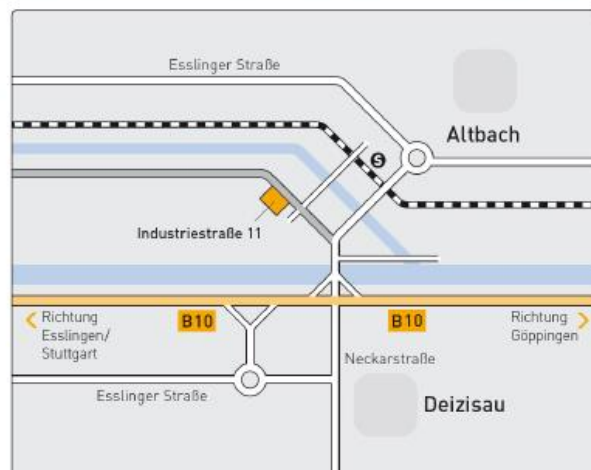 Esslinger Straße
Altbach
S
Industriestraße 11
Richtung
Esslingen/
Stuttgart
B10
B10
Richtung
Göppingen
Neckarstraße
Esslinger Straße
Deizisau